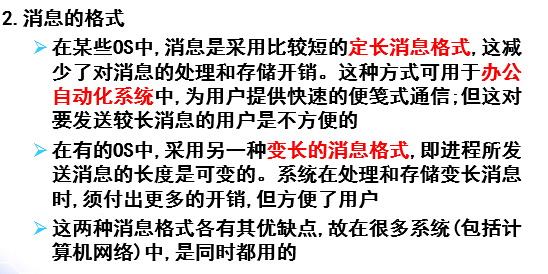 2.消息的格式
在某些OS中,消息是采用比较短的定长消息格式,这减
少了对消息的处理和存储开销。这种方式可用于办公
自动化系统中,为用户提供快速的便笺式通信;但这对
要发送较长消息的用户是不方便的
在有的OS中,采用另一种变长的消息格式,即进程所发
送消息的长度是可变的。系统在处理和存储变长消息
时,须付出更多的开销,但方便了用户
这两种消息格式各有其优缺点,故在很多系统(包括计
算机网络)中,是同时都用的